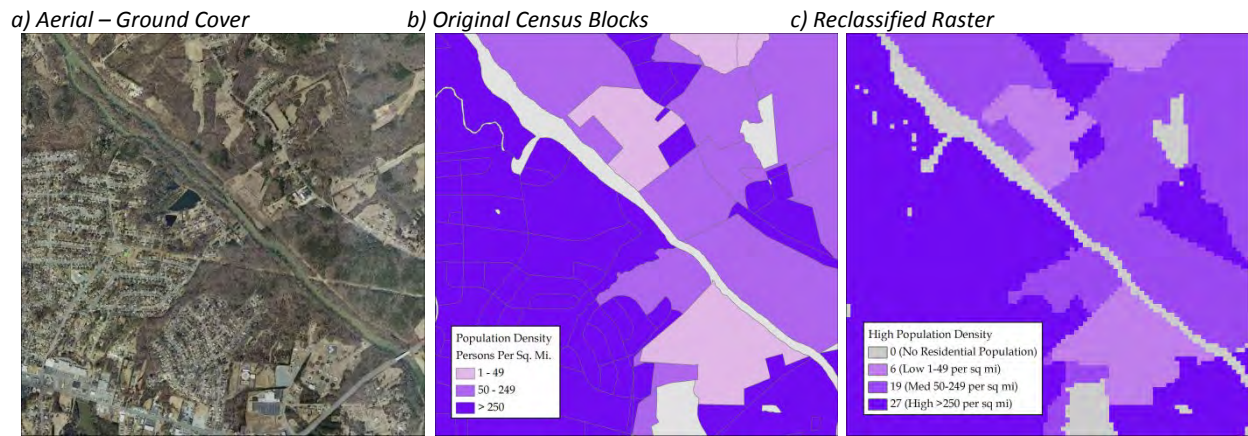 a) Aerial – Ground Cover
b) Original Census Blocks
c) Reclassified Raster
Population Density
Persons Per Sq. Mi.
1 - 49
50 - 249
> 250
High Population Density
0 (No Residential Population)
6 (Low 1-49 per sq mi)
19 (Med 50-249 per sq mi)
27 (High >250 per sq mi)